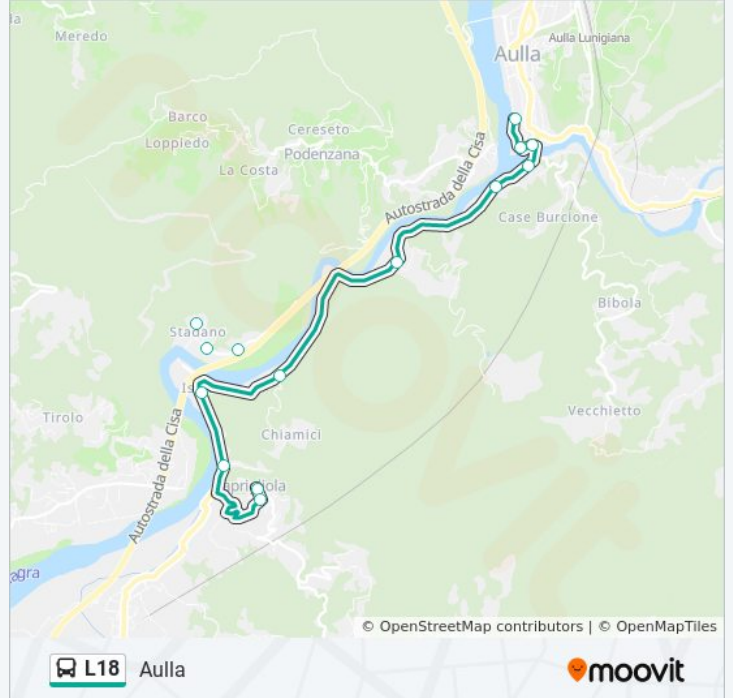 Meredo
Aulla
Aulla Lunigiana
Barco
Loppiedo
Cereseto
Podenzana
La Costa
Autostrada della Cisa
Case Burcione
Bibola
Stadano
Tirolo
Vecchietto
Chiamici
Autostrada della Cisa
© OpenStreetMap contributors | © OpenMapTiles
L18 Aulla
moovit